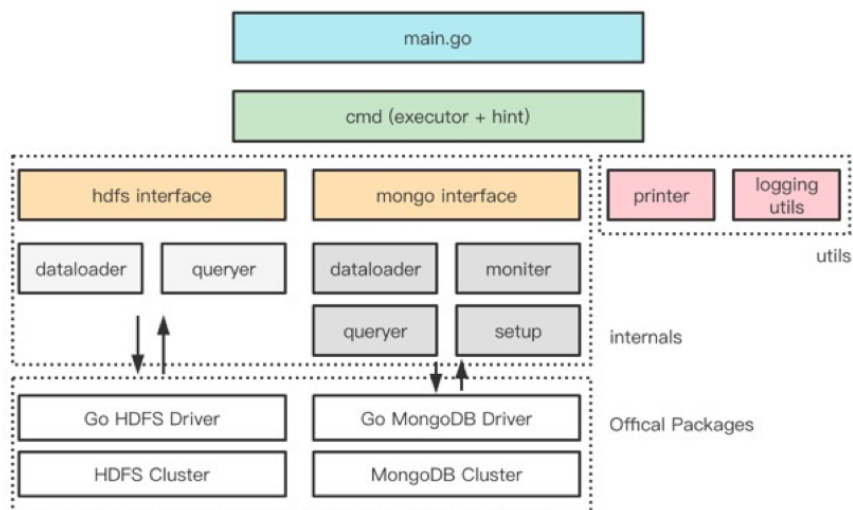 main.go
cmd (executor + hint)
hdfs interface
mongo interface
printer
logging
utils
dataloader
queryer
dataloader
moniter
utils
queryer
setup
internals
Go HDFS Driver
Go MongoDB Driver
Offical Packages
HDFS Cluster
MongoDB Cluster